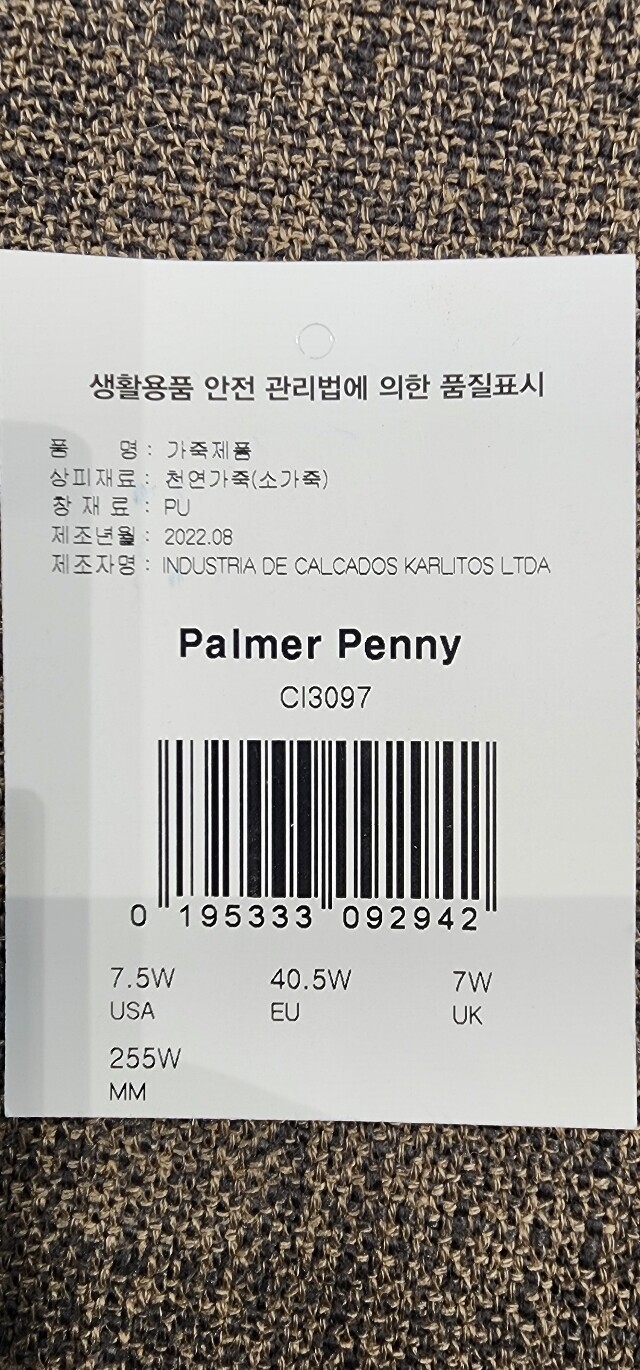 생활용품 안전 관리법에 의한 품질표시
품 명 : 가죽제품
상피재료 : 천연가죽(소가죽)
창 재 료 : PU
제조년월 : 2022.08
제조자명 : INDUSTRIA DE CALCADOS KARLITOS LTDA
Palmer Penny
CI3097
0 195333 092942
7.5W 40.5W 7W
USA EU UK
255W
MM